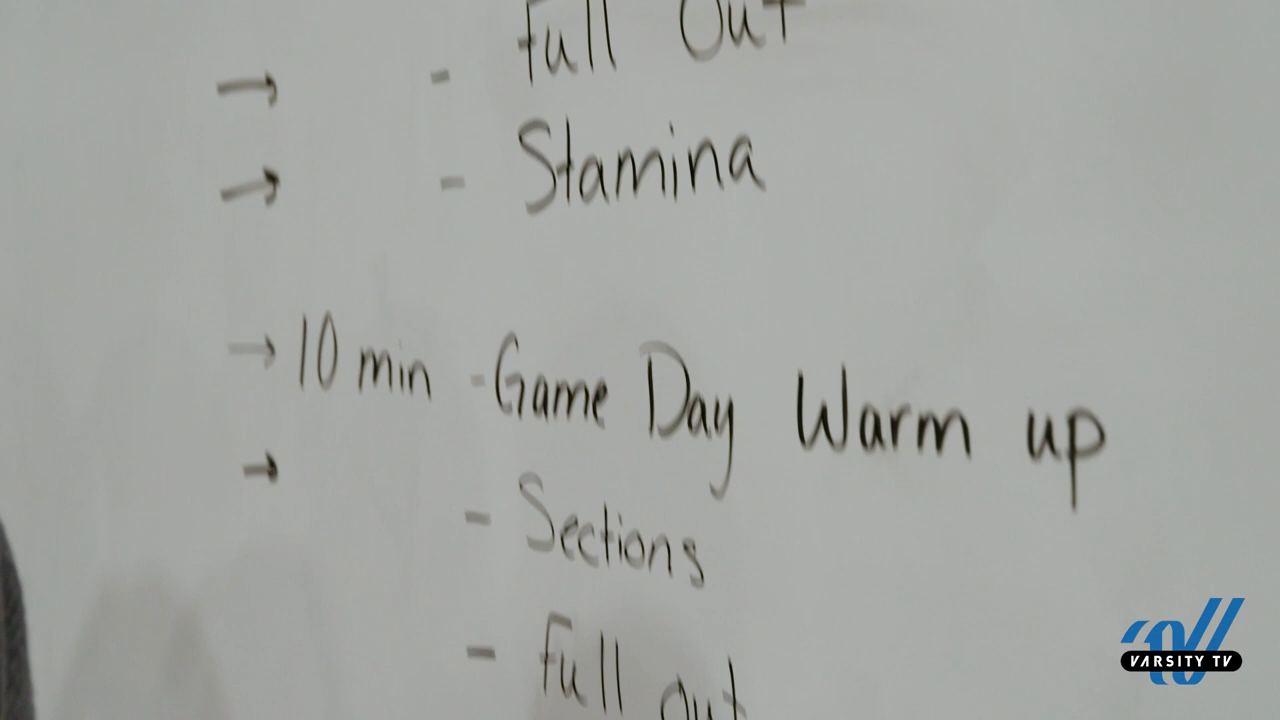 → - Full Out
→ - Stamina
→ 10 min - Game Day Warm up
→
- Sections
- Full out
VARSITY TV